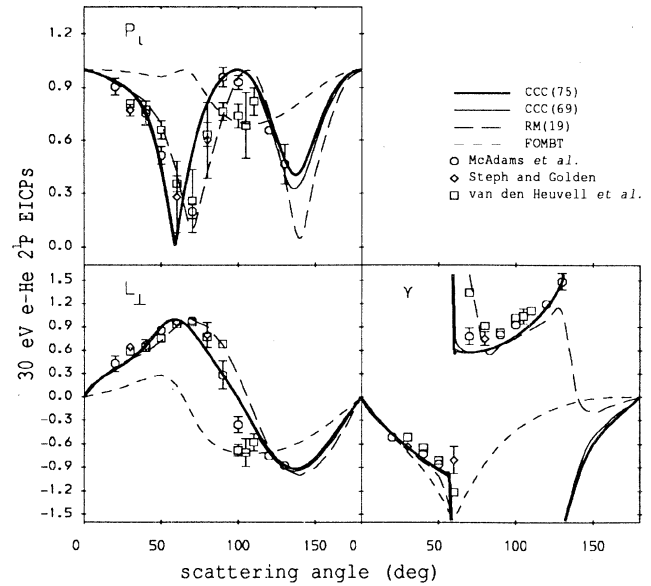 P_l
1.2
0.9
0.6
0.3
0.0
CCC(75)
CCC(69)
RM(19)
FOMBT
McAdams et al.
Steph and Golden
van den Heuvell et al.
30 eV e-He 2¹P EICPs
L_⊥
1.5
1.2
0.9
0.6
0.3
0.0
-0.3
-0.6
-0.9
-1.2
-1.5
γ
0 50 100 150 0 50 100 150
scattering angle (deg)